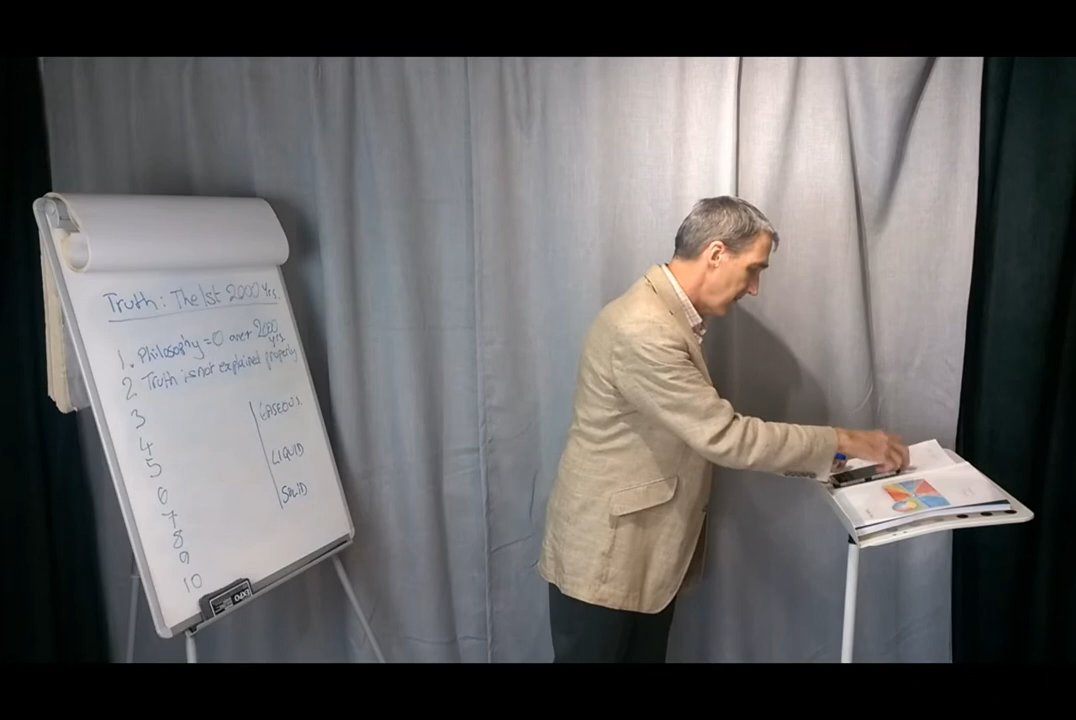 Truth: The 1st 2000 Yrs.
1. Philosophy = 0 over 2000 yrs
2. Truth is not explained properly
3
4
5
6
7
8
9
10
GASEOUS
LIQUID
SOLID